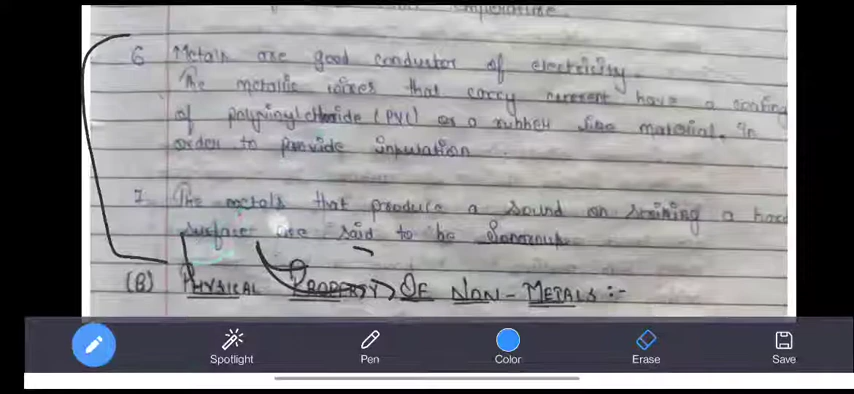 6 Metals are good conductor of electricity.
The metallic wires that carry current have a coating
of polyvinylchloride (PVC) or a rubber like material. In
order to provide insulation
7. The metals that produce a sound on striking a hard
surface are said to be Sonorous.
(B) PHYSICAL PROPERTY OF NON-METALS :-
Spotlight Pen Color Erase Save